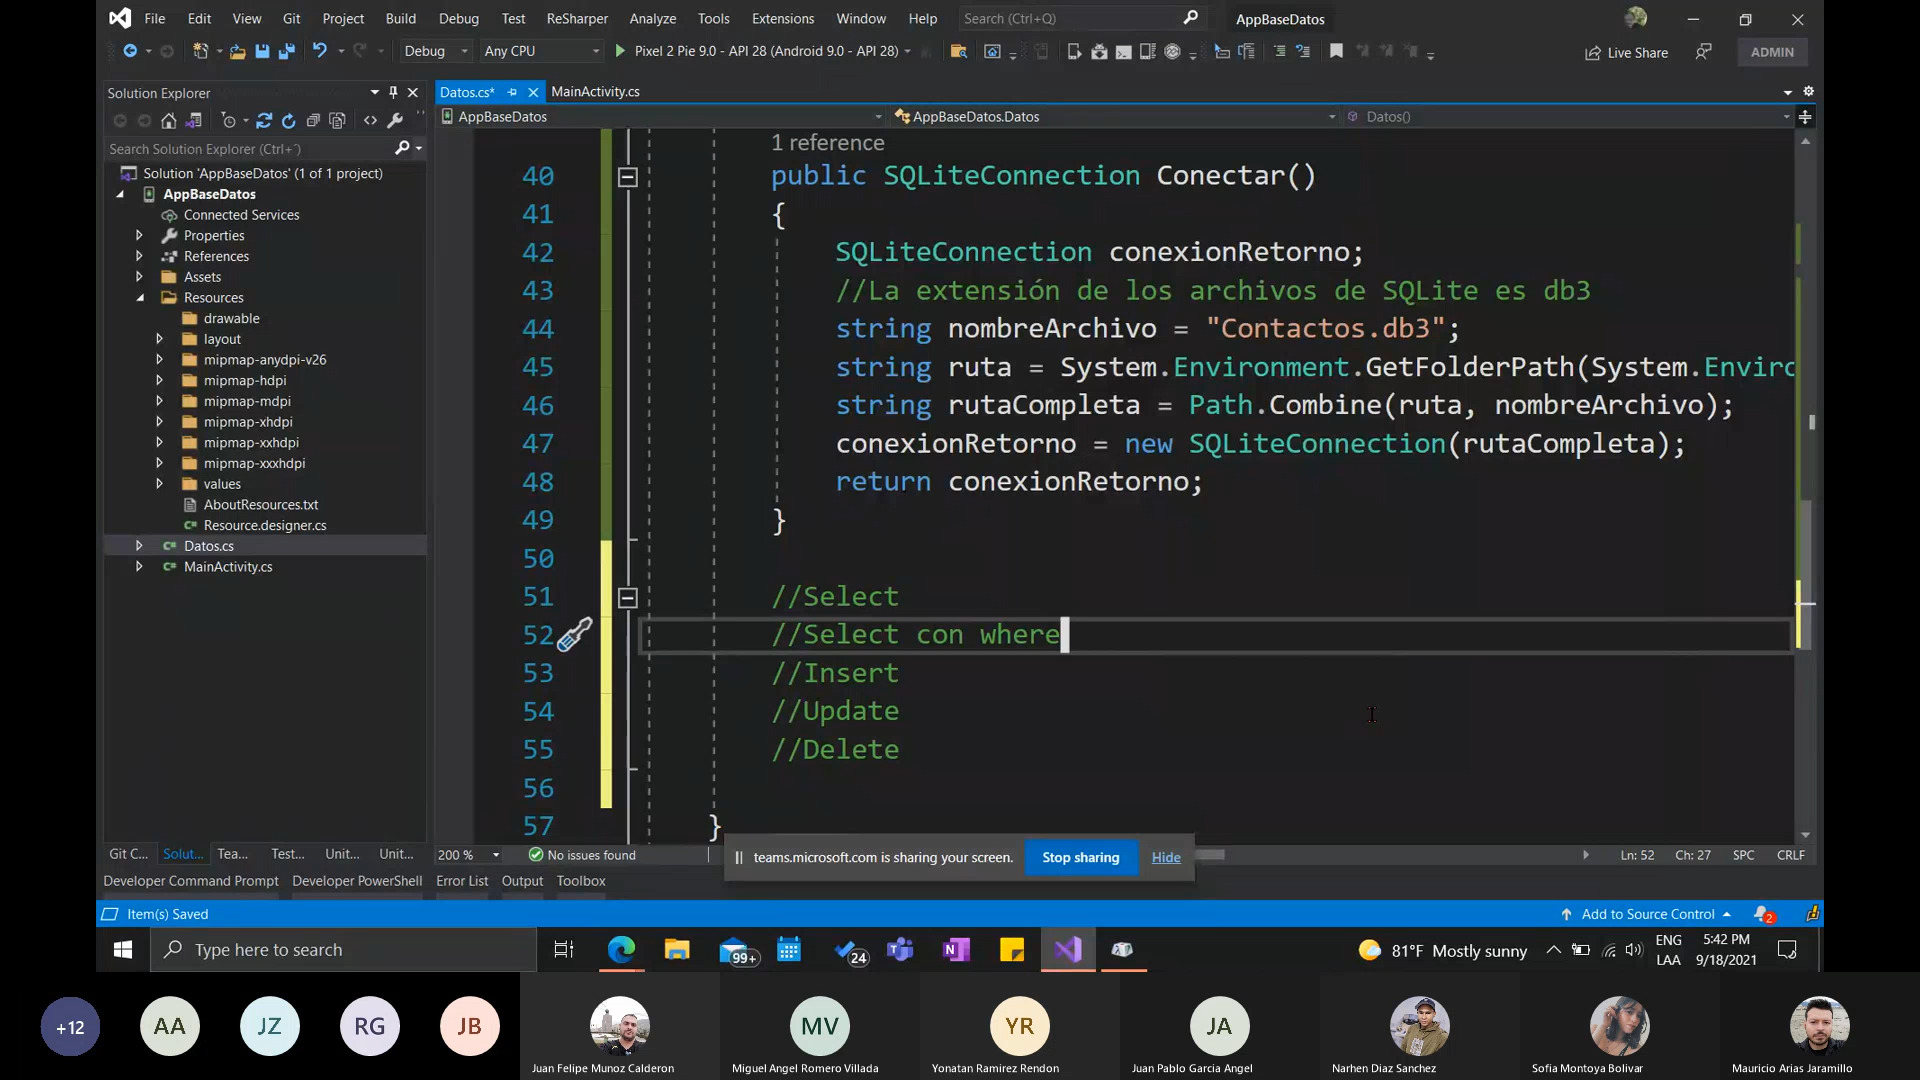 File Edit View Git Project Build Debug Test ReSharper Analyze Tools Extensions Window Help Search (Ctrl+Q) AppBaseDatos
Debug Any CPU Pixel 2 Pie 9.0 - API 28 (Android 9.0 - API 28) Live Share ADMIN
Solution Explorer
Search Solution Explorer (Ctrl+¨)
Solution 'AppBaseDatos' (1 of 1 project)
AppBaseDatos
Connected Services
Properties
References
Assets
Resources
drawable
layout
mipmap-anydpi-v26
mipmap-hdpi
mipmap-mdpi
mipmap-xhdpi
mipmap-xxhdpi
mipmap-xxxhdpi
values
AboutResources.txt
Resource.designer.cs
Datos.cs
MainActivity.cs
Git C... Solut... Tea... Test... Unit... Unit...
Datos.cs* MainActivity.cs
AppBaseDatos AppBaseDatos.Datos Datos()
1 reference
40 public SQLiteConnection Conectar()
41 {
42 SQLiteConnection conexionRetorno;
43 //La extensión de los archivos de SQLite es db3
44 string nombreArchivo = "Contactos.db3";
45 string ruta = System.Environment.GetFolderPath(System.Enviro
46 string rutaCompleta = Path.Combine(ruta, nombreArchivo);
47 conexionRetorno = new SQLiteConnection(rutaCompleta);
48 return conexionRetorno;
49 }
50
51 //Select
52 //Select con where
53 //Insert
54 //Update
55 //Delete
56
57 }
200 % No issues found Ln: 52 Ch: 27 SPC CRLF
teams.microsoft.com is sharing your screen. Stop sharing Hide
Developer Command Prompt Developer PowerShell Error List Output Toolbox
Item(s) Saved Add to Source Control 2
Type here to search 99+ 24 81°F Mostly sunny ENG LAA 5:42 PM 9/18/2021
+12 AA JZ RG JB MV YR JA
Juan Felipe Munoz Calderon Miguel Angel Romero Villada Yonatan Ramirez Rendon Juan Pablo Garcia Angel Narhen Diaz Sanchez Sofia Montoya Bolivar Mauricio Arias Jaramillo